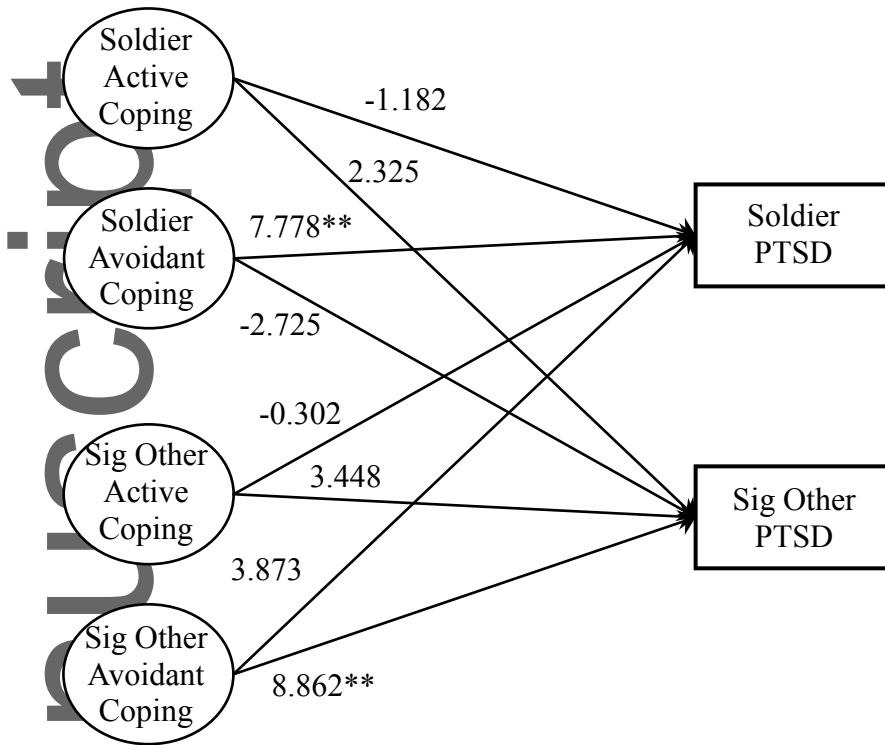 Soldier
Active
Coping
-1.182
2.325
Soldier
Avoidant
Coping
7.778**
-2.725
Soldier
PTSD
Sig Other
Active
Coping
-0.302
3.448
Sig Other
PTSD
Sig Other
Avoidant
Coping
3.873
8.862**
nuscript